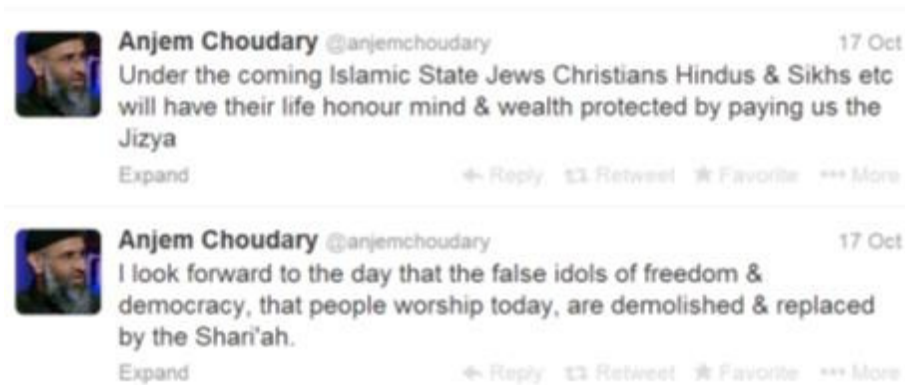 Anjem Choudary @anjemchoudary 17 Oct
Under the coming Islamic State Jews Christians Hindus & Sikhs etc
will have their life honour mind & wealth protected by paying us the
Jizya
Expand Reply Retweet Favorite More
Anjem Choudary @anjemchoudary 17 Oct
I look forward to the day that the false idols of freedom &
democracy, that people worship today, are demolished & replaced
by the Shari'ah.
Expand Reply Retweet Favorite More